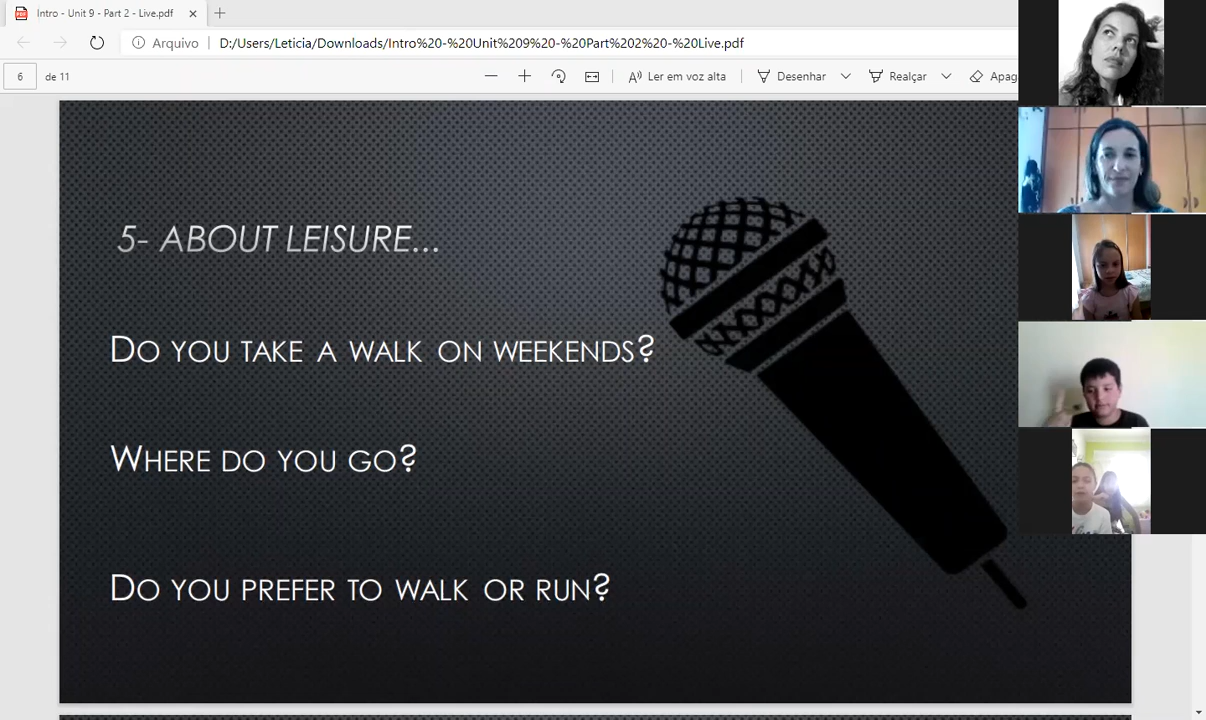 Intro - Unit 9 - Part 2 - Live.pdf
Arquivo
D:/Users/Leticia/Downloads/Intro%20-%20Unit%209%20-%20Part%202%20-%20Live.pdf
6 de 11
Ler em voz alta
Desenhar
Realçar
Apag
5- ABOUT LEISURE...
DO YOU TAKE A WALK ON WEEKENDS?
WHERE DO YOU GO?
DO YOU PREFER TO WALK OR RUN?